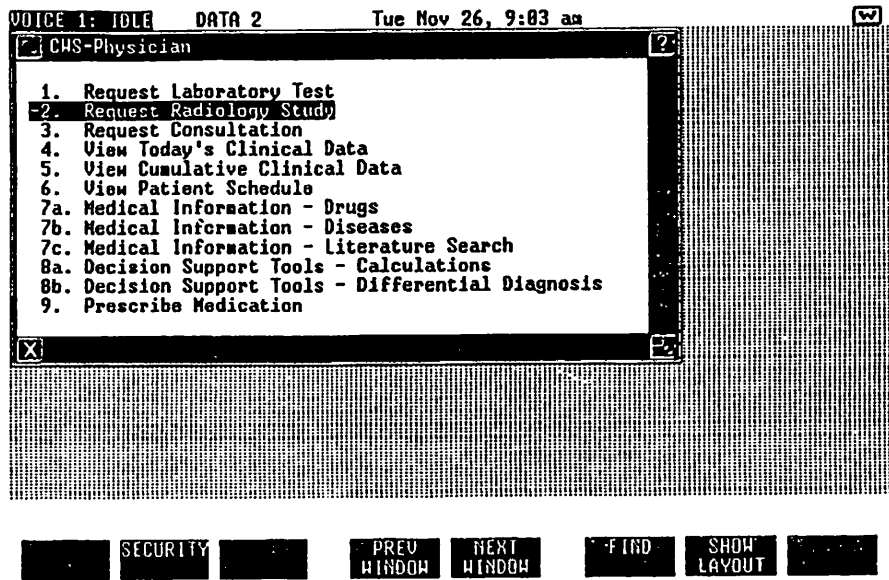 VOICE 1: IDLE DATA 2 Tue Nov 26, 9:03 am W
CWS-Physician ?
1. Request Laboratory Test
-2. Request Radiology Study
3. Request Consultation
4. View Today's Clinical Data
5. View Cumulative Clinical Data
6. View Patient Schedule
7a. Medical Information - Drugs
7b. Medical Information - Diseases
7c. Medical Information - Literature Search
8a. Decision Support Tools - Calculations
8b. Decision Support Tools - Differential Diagnosis
9. Prescribe Medication
X
SECURITY PREV WINDOW NEXT WINDOW FIND SHOW LAYOUT